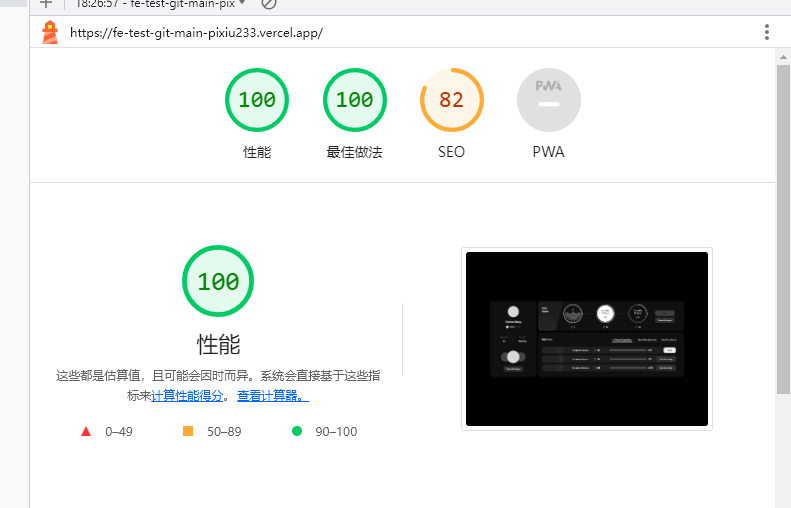 18:26:57 - fe-test-git-main-pix
https://fe-test-git-main-pixiu233.vercel.app/
100
100
82
PWA
性能
最佳做法
SEO
PWA
100
性能
这些都是估算值，且可能会因时而异。系统会直接基于这些指
标来计算性能得分。 查看计算器。
0–49
50–89
90–100